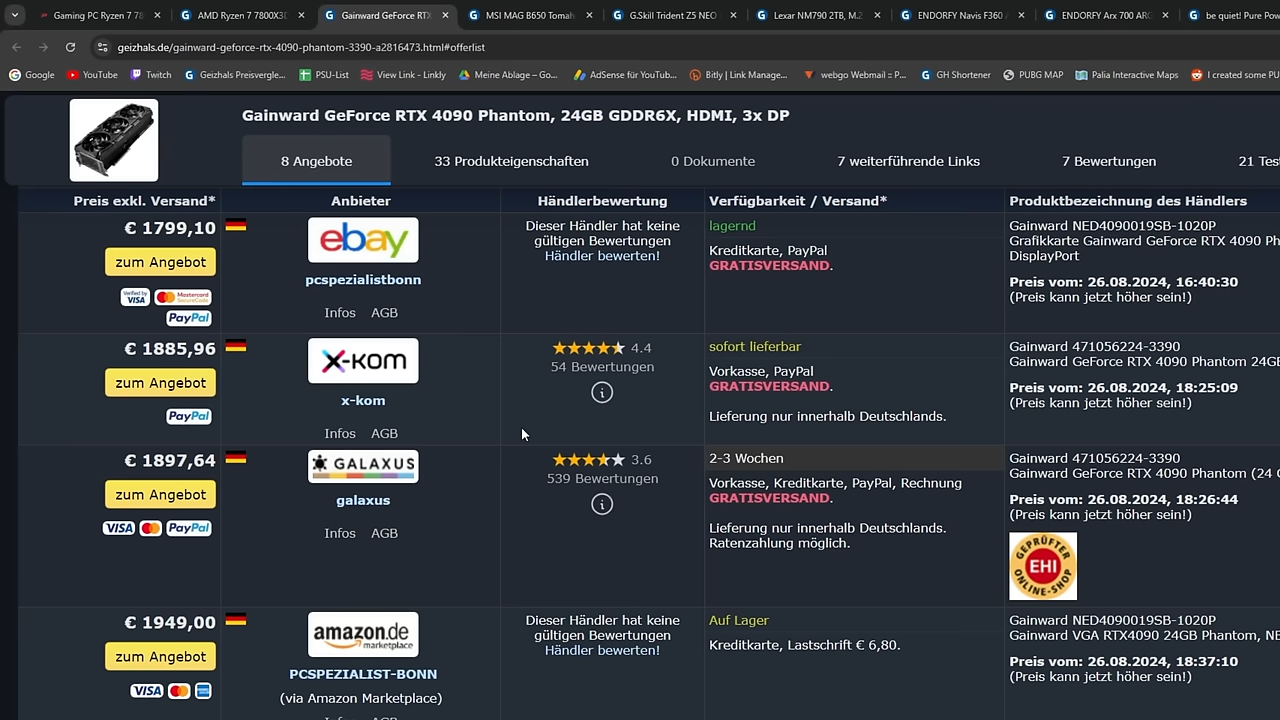 Gaming PC Ryzen 7 78
AMD Ryzen 7 7800X3D
Gainward GeForce RTX
MSI MAG B650 Tomah
G.Skill Trident Z5 NEO
Lexar NM790 2TB, M.2
ENDORFY Navis F360
ENDORFY Arx 700 ARG
be quiet! Pure Pow
geizhals.de/gainward-geforce-rtx-4090-phantom-3390-a2816473.html#offerlist
Google
YouTube
Twitch
Geizhals Preisvergle...
PSU-List
View Link - Linkly
Meine Ablage – Go...
AdSense für YouTub...
Bitly | Link Manage...
webgo Webmail :: P...
GH Shortener
PUBG MAP
Palia Interactive Maps
I created some PU
Gainward GeForce RTX 4090 Phantom, 24GB GDDR6X, HDMI, 3x DP
8 Angebote
33 Produkteigenschaften
0 Dokumente
7 weiterführende Links
7 Bewertungen
21 Tes
Preis exkl. Versand*
Anbieter
Händlerbewertung
Verfügbarkeit / Versand*
Produktbezeichnung des Händlers
€ 1799,10
zum Angebot
Verified by VISA
Mastercard SecureCode
PayPal
ebay
pcspezialistbonn
Infos AGB
Dieser Händler hat keine
gültigen Bewertungen
Händler bewerten!
lagernd
Kreditkarte, PayPal
GRATISVERSAND.
Gainward NED4090019SB-1020P
Grafikkarte Gainward GeForce RTX 4090 Ph
DisplayPort
Preis vom: 26.08.2024, 16:40:30
(Preis kann jetzt höher sein!)
€ 1885,96
zum Angebot
PayPal
x-kom
x-kom
Infos AGB
4.4
54 Bewertungen
sofort lieferbar
Vorkasse, PayPal
GRATISVERSAND.
Lieferung nur innerhalb Deutschlands.
Gainward 471056224-3390
Gainward GeForce RTX 4090 Phantom 24GB
Preis vom: 26.08.2024, 18:25:09
(Preis kann jetzt höher sein!)
€ 1897,64
zum Angebot
VISA
PayPal
GALAXUS
galaxus
Infos AGB
3.6
539 Bewertungen
2-3 Wochen
Vorkasse, Kreditkarte, PayPal, Rechnung
GRATISVERSAND.
Lieferung nur innerhalb Deutschlands.
Ratenzahlung möglich.
Gainward 471056224-3390
Gainward GeForce RTX 4090 Phantom (24 G
Preis vom: 26.08.2024, 18:26:44
(Preis kann jetzt höher sein!)
GEPRÜFTER
EHI
ONLINE-SHOP
€ 1949,00
zum Angebot
VISA
amazon.de
marketplace
PCSPEZIALIST-BONN
(via Amazon Marketplace)
Infos AGB
Dieser Händler hat keine
gültigen Bewertungen
Händler bewerten!
Auf Lager
Kreditkarte, Lastschrift € 6,80.
Gainward NED4090019SB-1020P
Gainward VGA RTX4090 24GB Phantom, NE
Preis vom: 26.08.2024, 18:37:10
(Preis kann jetzt höher sein!)